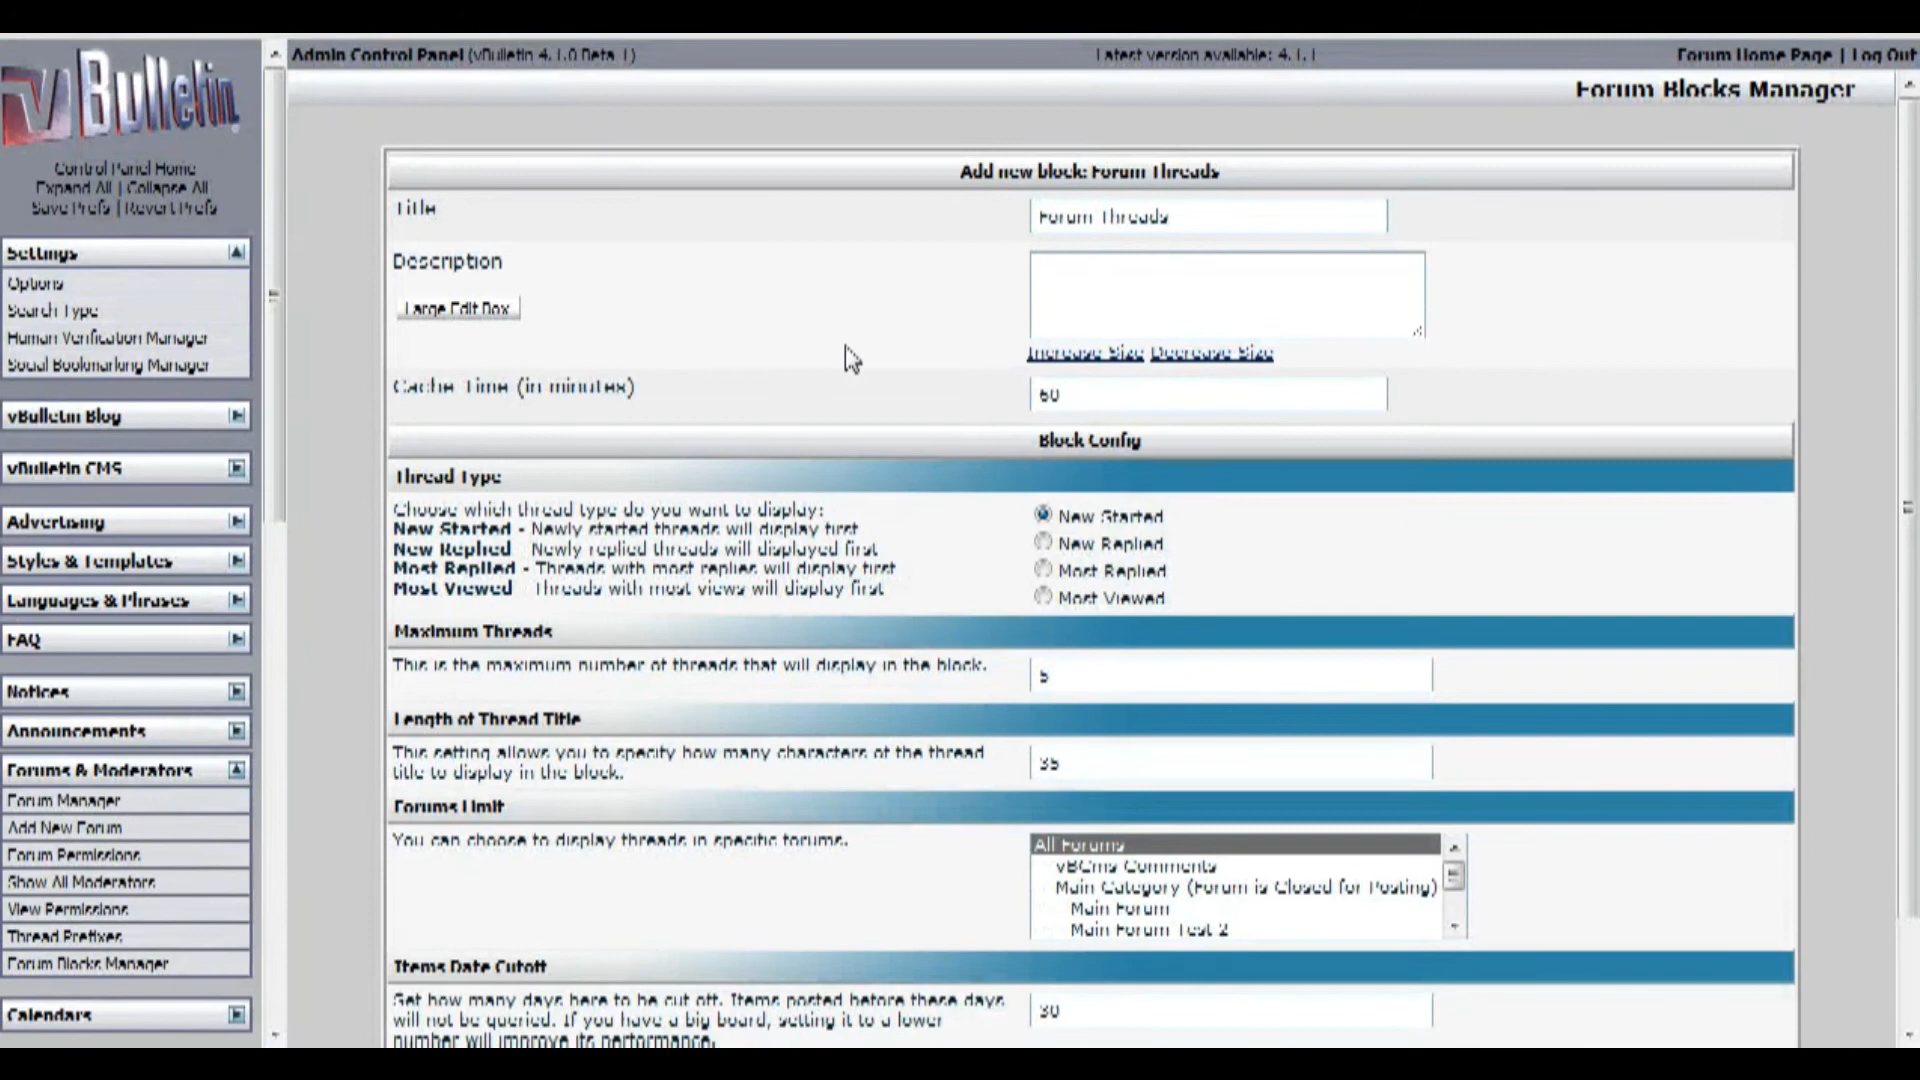 Admin Control Panel (vBulletin 4.1.0 Beta 1)
Latest version available: 4.1.1
Forum Home Page | Log Out
Forum Blocks Manager
vBulletin
Control Panel Home
Expand All | Collapse All
Save Prefs | Revert Prefs
Settings
Options
Search Type
Human Verification Manager
Social Bookmarking Manager
vBulletin Blog
vBulletin CMS
Advertising
Styles & Templates
Languages & Phrases
FAQ
Notices
Announcements
Forums & Moderators
Forum Manager
Add New Forum
Forum Permissions
Show All Moderators
View Permissions
Thread Prefixes
Forum Blocks Manager
Calendars
Add new block: Forum Threads
Title
Forum Threads
Description
Large Edit Box
Increase Size Decrease Size
Cache Time (in minutes)
60
Block Config
Thread Type
Choose which thread type do you want to display:
New Started - Newly started threads will display first
New Replied - Newly replied threads will displayed first
Most Replied - Threads with most replies will display first
Most Viewed - Threads with most views will display first
New Started
New Replied
Most Replied
Most Viewed
Maximum Threads
This is the maximum number of threads that will display in the block.
5
Length of Thread Title
This setting allows you to specify how many characters of the thread
title to display in the block.
35
Forums Limit
You can choose to display threads in specific forums.
All Forums
vBCms Comments
Main Category (Forum is Closed for Posting)
Main Forum
Main Forum Test 2
Items Date Cutoff
Set how many days here to be cut off. Items posted before these days
will not be queried. If you have a big board, setting it to a lower
number will improve its performance.
30